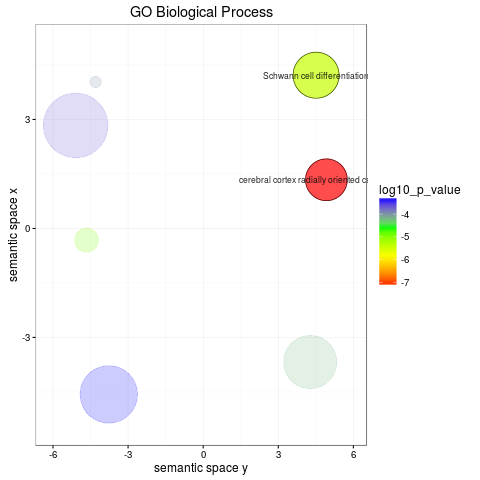 GO Biological Process
Schwann cell differentiation
cerebral cortex radially oriented c
3
0
-3
semantic space x
-6
-3
0
3
6
semantic space y
log10_p_value
-4
-5
-6
-7